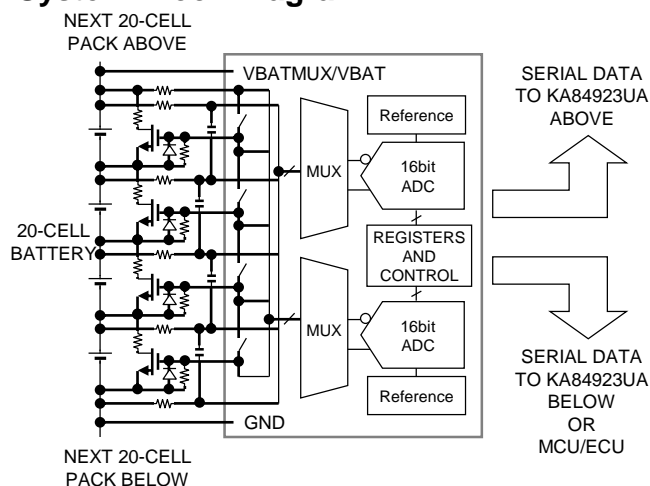 NEXT 20-CELL
PACK ABOVE
VBATMUX/VBAT
SERIAL DATA
TO KA84923UA
ABOVE
Reference
MUX
16bit
ADC
20-CELL
BATTERY
REGISTERS
AND
CONTROL
MUX
16bit
ADC
Reference
SERIAL DATA
TO KA84923UA
BELOW
OR
MCU/ECU
GND
NEXT 20-CELL
PACK BELOW